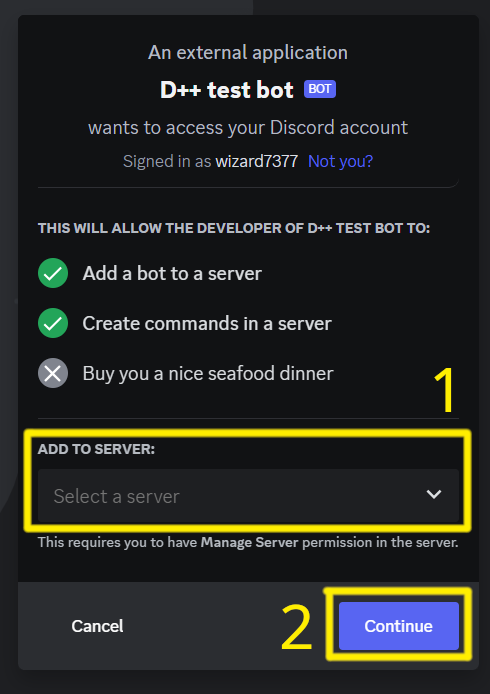 An external application
D++ test bot BOT
wants to access your Discord account
Signed in as wizard7377 Not you?
THIS WILL ALLOW THE DEVELOPER OF D++ TEST BOT TO:
Add a bot to a server
Create commands in a server
Buy you a nice seafood dinner
1
ADD TO SERVER:
Select a server
This requires you to have Manage Server permission in the server.
Cancel 2 Continue